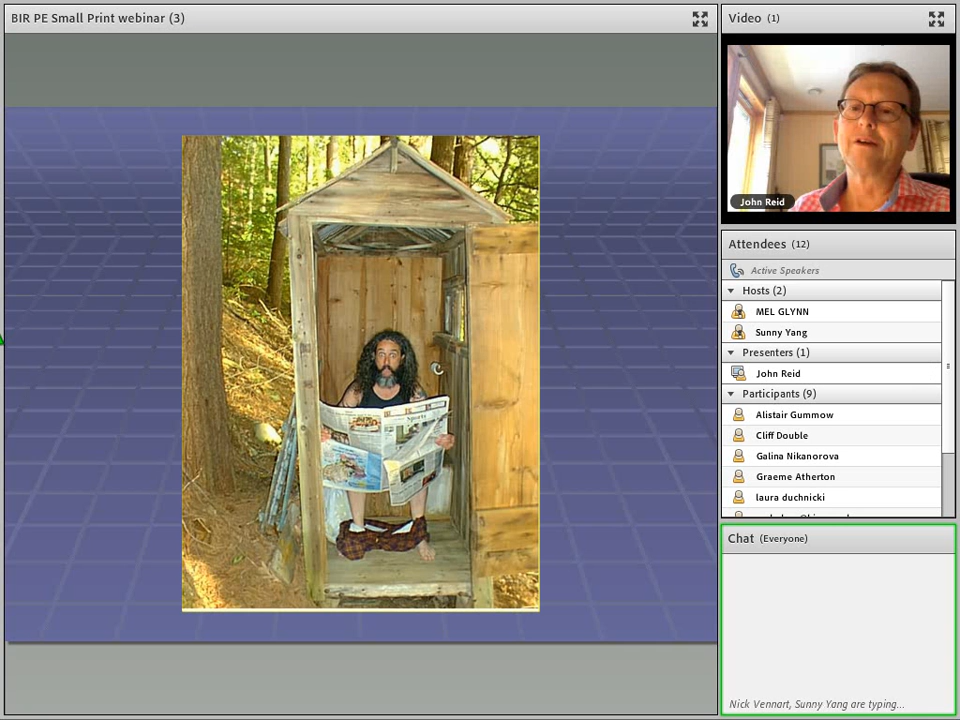 BIR PE Small Print webinar (3)
Sports
Video (1)
John Reid
Attendees (12)
Active Speakers
Hosts (2)
MEL GLYNN
Sunny Yang
Presenters (1)
John Reid
Participants (9)
Alistair Gummow
Cliff Double
Galina Nikanorova
Graeme Atherton
laura duchnicki
Chat (Everyone)
Nick Vennart, Sunny Yang are typing...